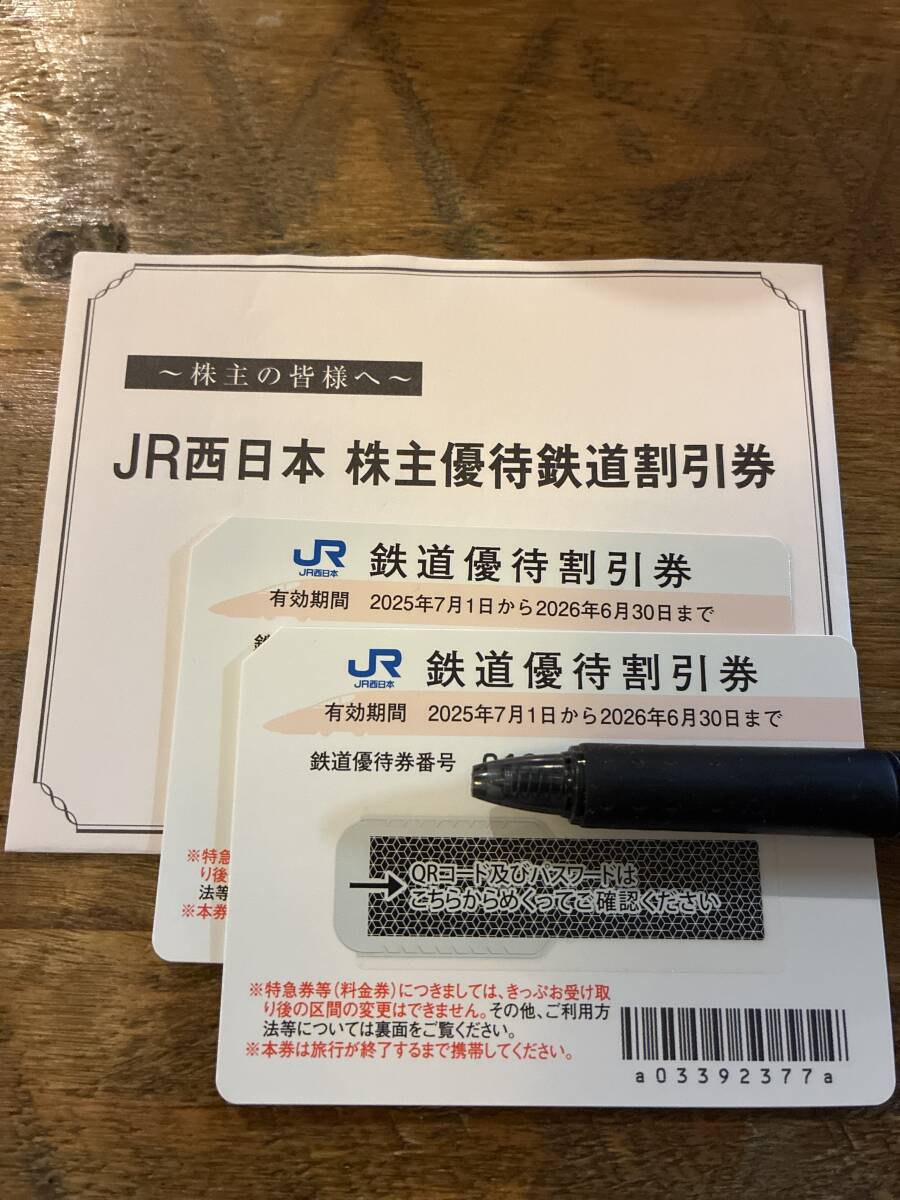 ～株主の皆様へ～
JR西日本 株主優待鉄道割引券
JR
JR西日本
鉄道優待割引券
有効期間 2025年7月1日から2026年6月30日まで
※特急
り後
法等
※本券
JR
JR西日本
鉄道優待割引券
有効期間 2025年7月1日から2026年6月30日まで
鉄道優待券番号
QRコード及びパスワードは
こちらからめくってご確認ください
※特急券等(料金券)につきましては、きっぷお受け取
り後の区間の変更はできません。その他、ご利用方
法等については裏面をご覧ください。
※本券は旅行が終了するまで携帯してください。
a03392377a